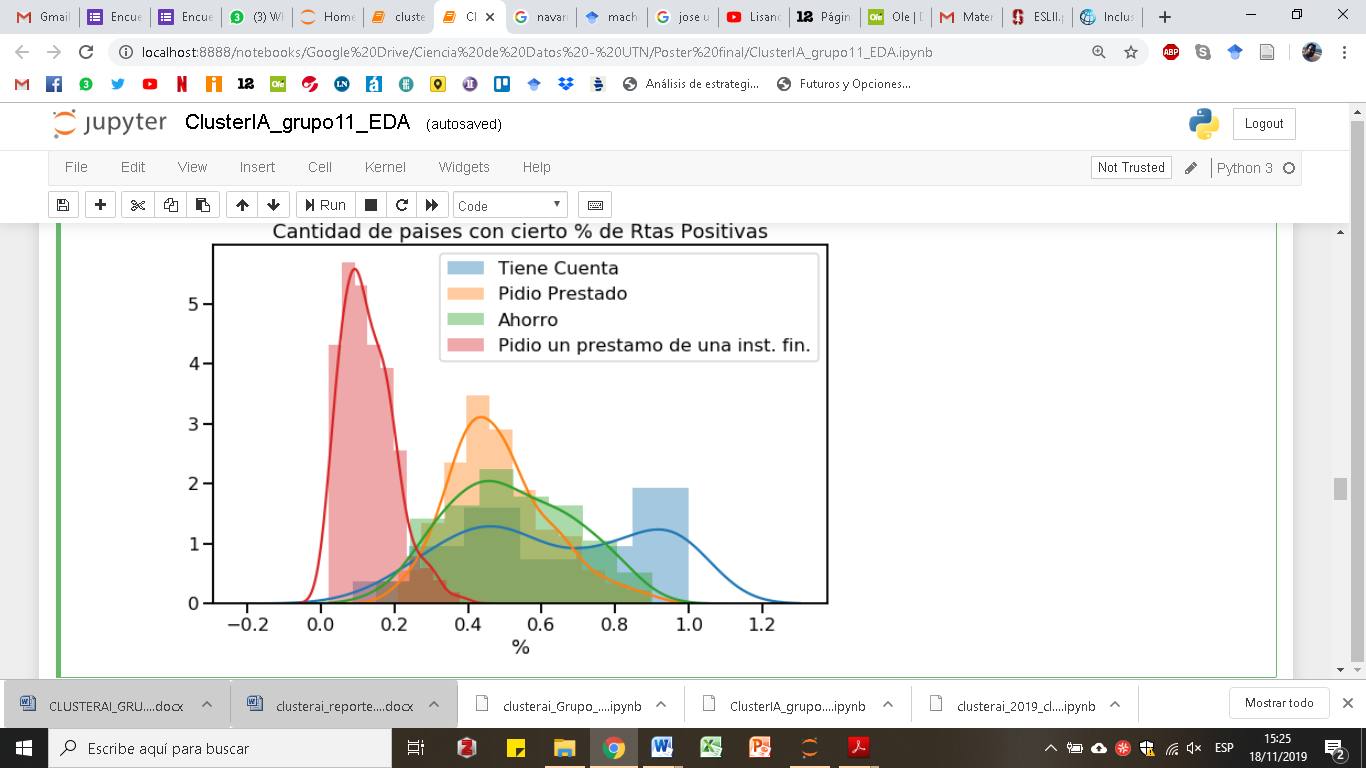 Gmail
Encue
Encue
(3) W
Home
cluste
Cl
navar
mach
jose u
Lisanc
12 Págin
Ole | D
Mater
ESLII.
Inclus
localhost:8888/notebooks/Google%20Drive/Ciencia%20de%20Datos%20-%20UTN/Poster%20final/ClusterIA_grupo11_EDA.ipynb
Análisis de estrategi...
Futuros y Opciones...
jupyter ClusterIA_grupo11_EDA (autosaved)
Logout
File Edit View Insert Cell Kernel Widgets Help
Not Trusted
Python 3
Run
Code
Cantidad de paises con cierto % de Rtas Positivas
Tiene Cuenta
Pidio Prestado
Ahorro
Pidio un prestamo de una inst. fin.
5
4
3
2
1
0
−0.2 0.0 0.2 0.4 0.6 0.8 1.0 1.2
%
CLUSTERAI_GRU....docx
clusterai_reporte....docx
clusterai_Grupo_....ipynb
ClusterIA_grupo....ipynb
clusterai_2019_cl....ipynb
Mostrar todo
Escribe aquí para buscar
ESP
15:25
18/11/2019
2